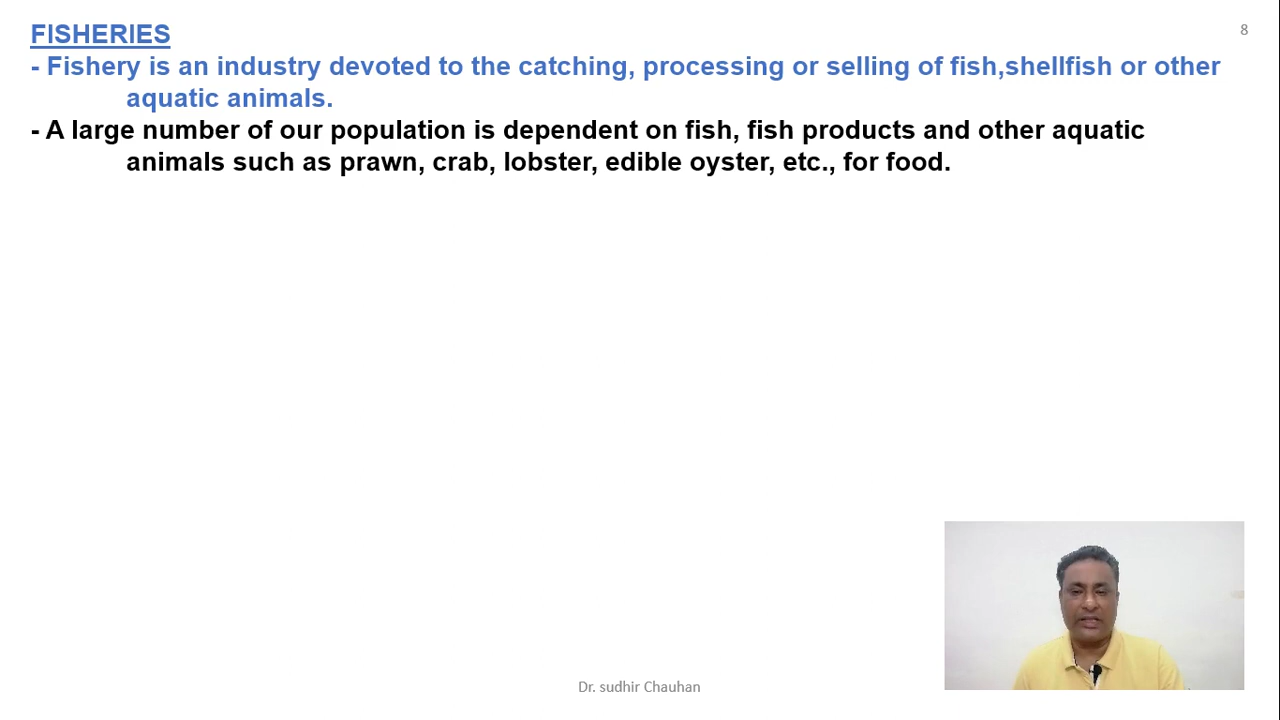 FISHERIES
8
- Fishery is an industry devoted to the catching, processing or selling of fish,shellfish or other
aquatic animals.
- A large number of our population is dependent on fish, fish products and other aquatic
animals such as prawn, crab, lobster, edible oyster, etc., for food.
Dr. sudhir Chauhan